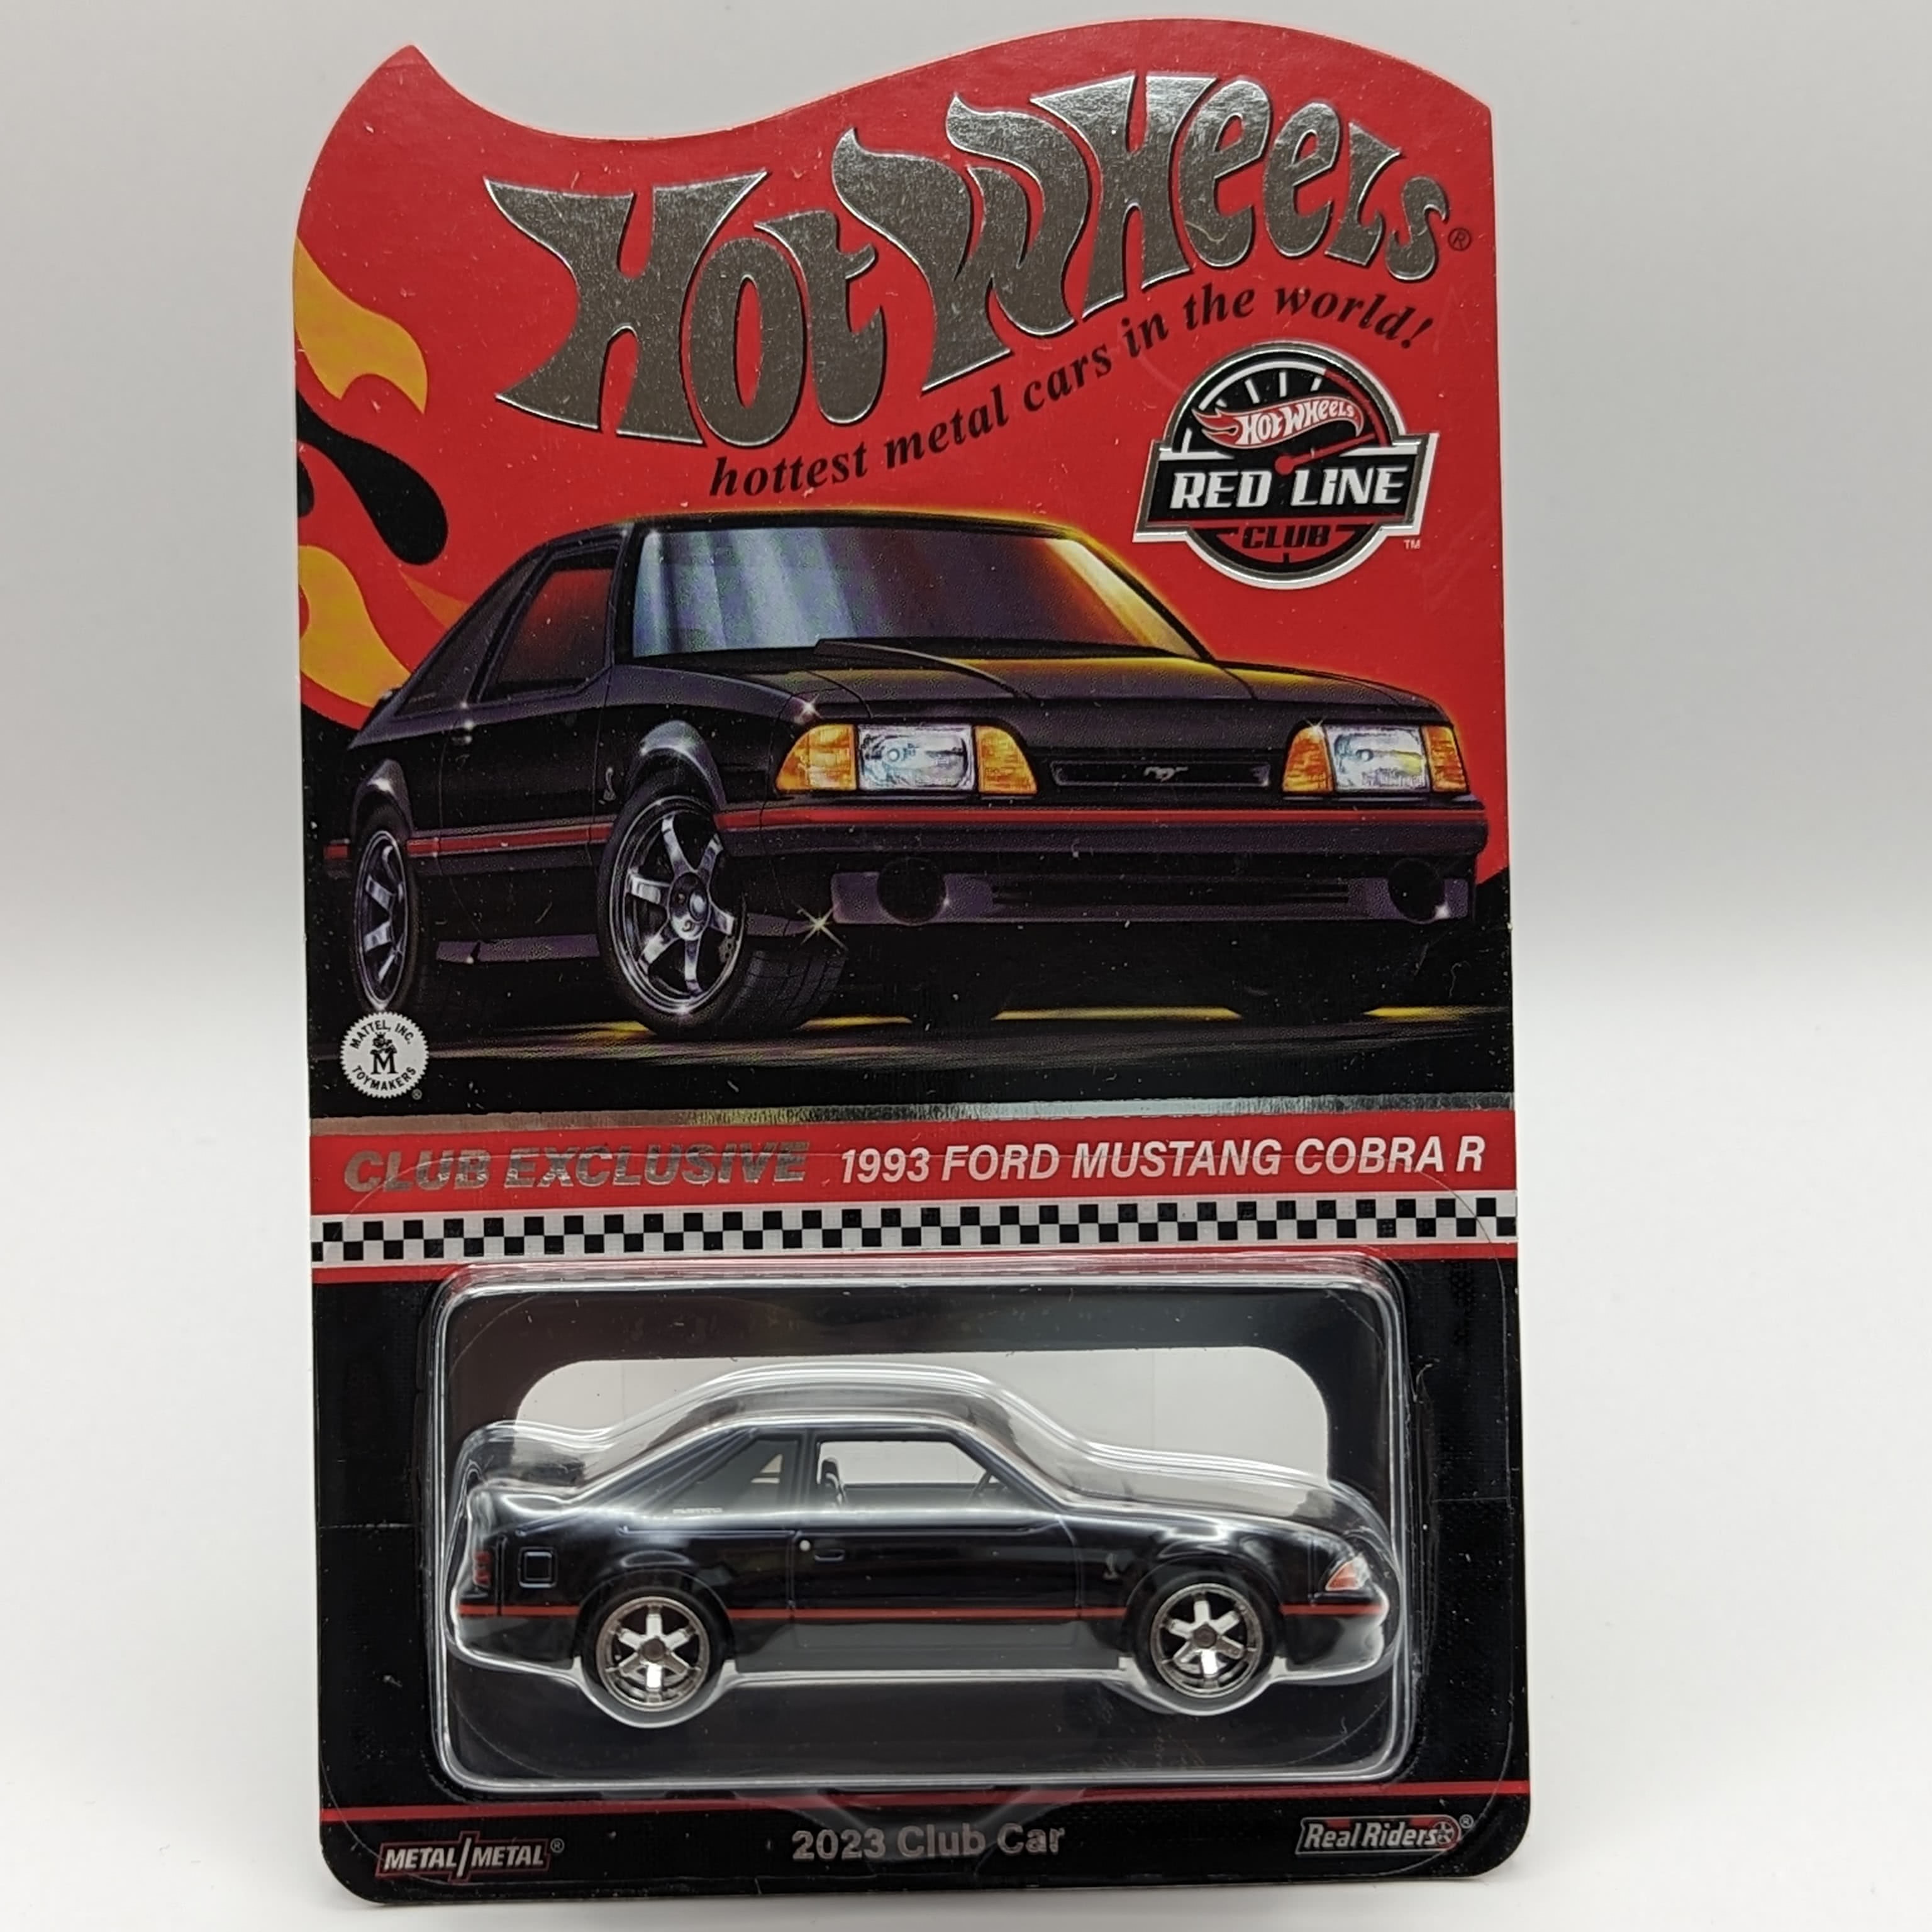 Hot Wheels®
hottest metal cars in the world!
HOT WHEELS
RED LINE
CLUB
TM
MATTEL, INC.
M
TOYMAKERS
®
CLUB EXCLUSIVE 1993 FORD MUSTANG COBRA R
METAL/METAL®
2023 Club Car
Real Riders®